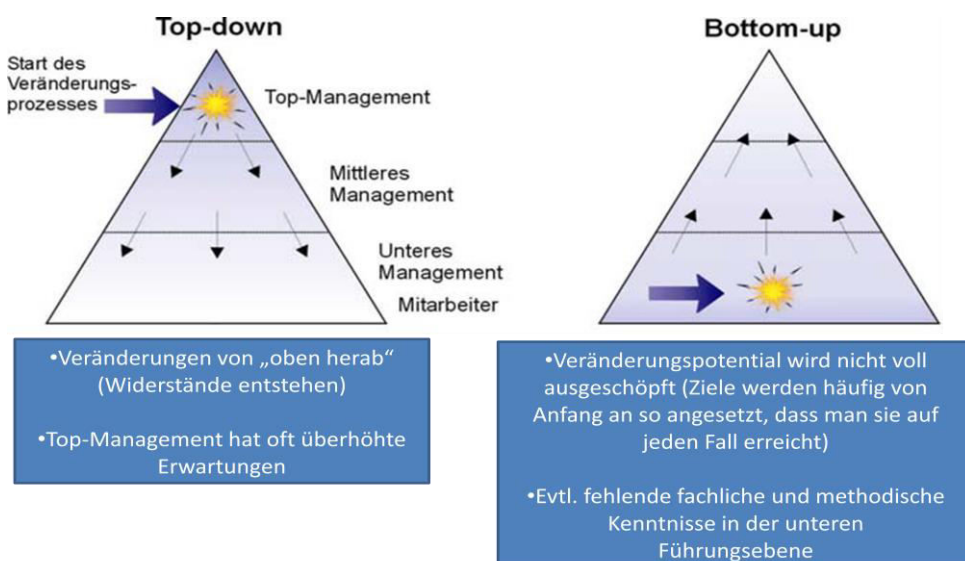 Top-down
Start des
Veränderungs-
prozesses
Top-Management
Mittleres
Management
Unteres
Management
Mitarbeiter
•Veränderungen von „oben herab“
(Widerstände entstehen)
•Top-Management hat oft überhöhte
Erwartungen
Bottom-up
•Veränderungspotential wird nicht voll
ausgeschöpft (Ziele werden häufig von
Anfang an so angesetzt, dass man sie auf
jeden Fall erreicht)
•Evtl. fehlende fachliche und methodische
Kenntnisse in der unteren
Führungsebene